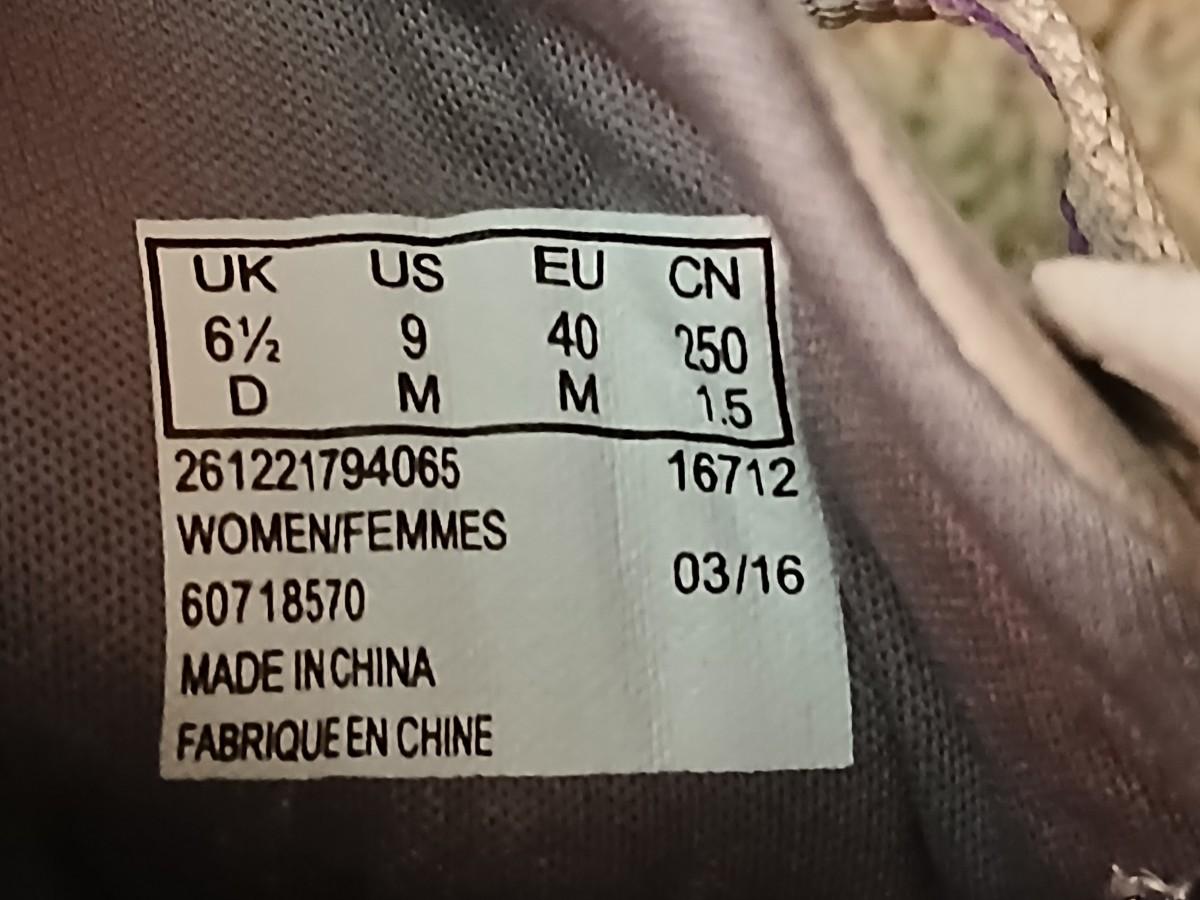 UK US EU CN
6½ 9 40 250
D M M 1.5
261221794065 16712
WOMEN/FEMMES
60718570 03/16
MADE IN CHINA
FABRIQUE EN CHINE